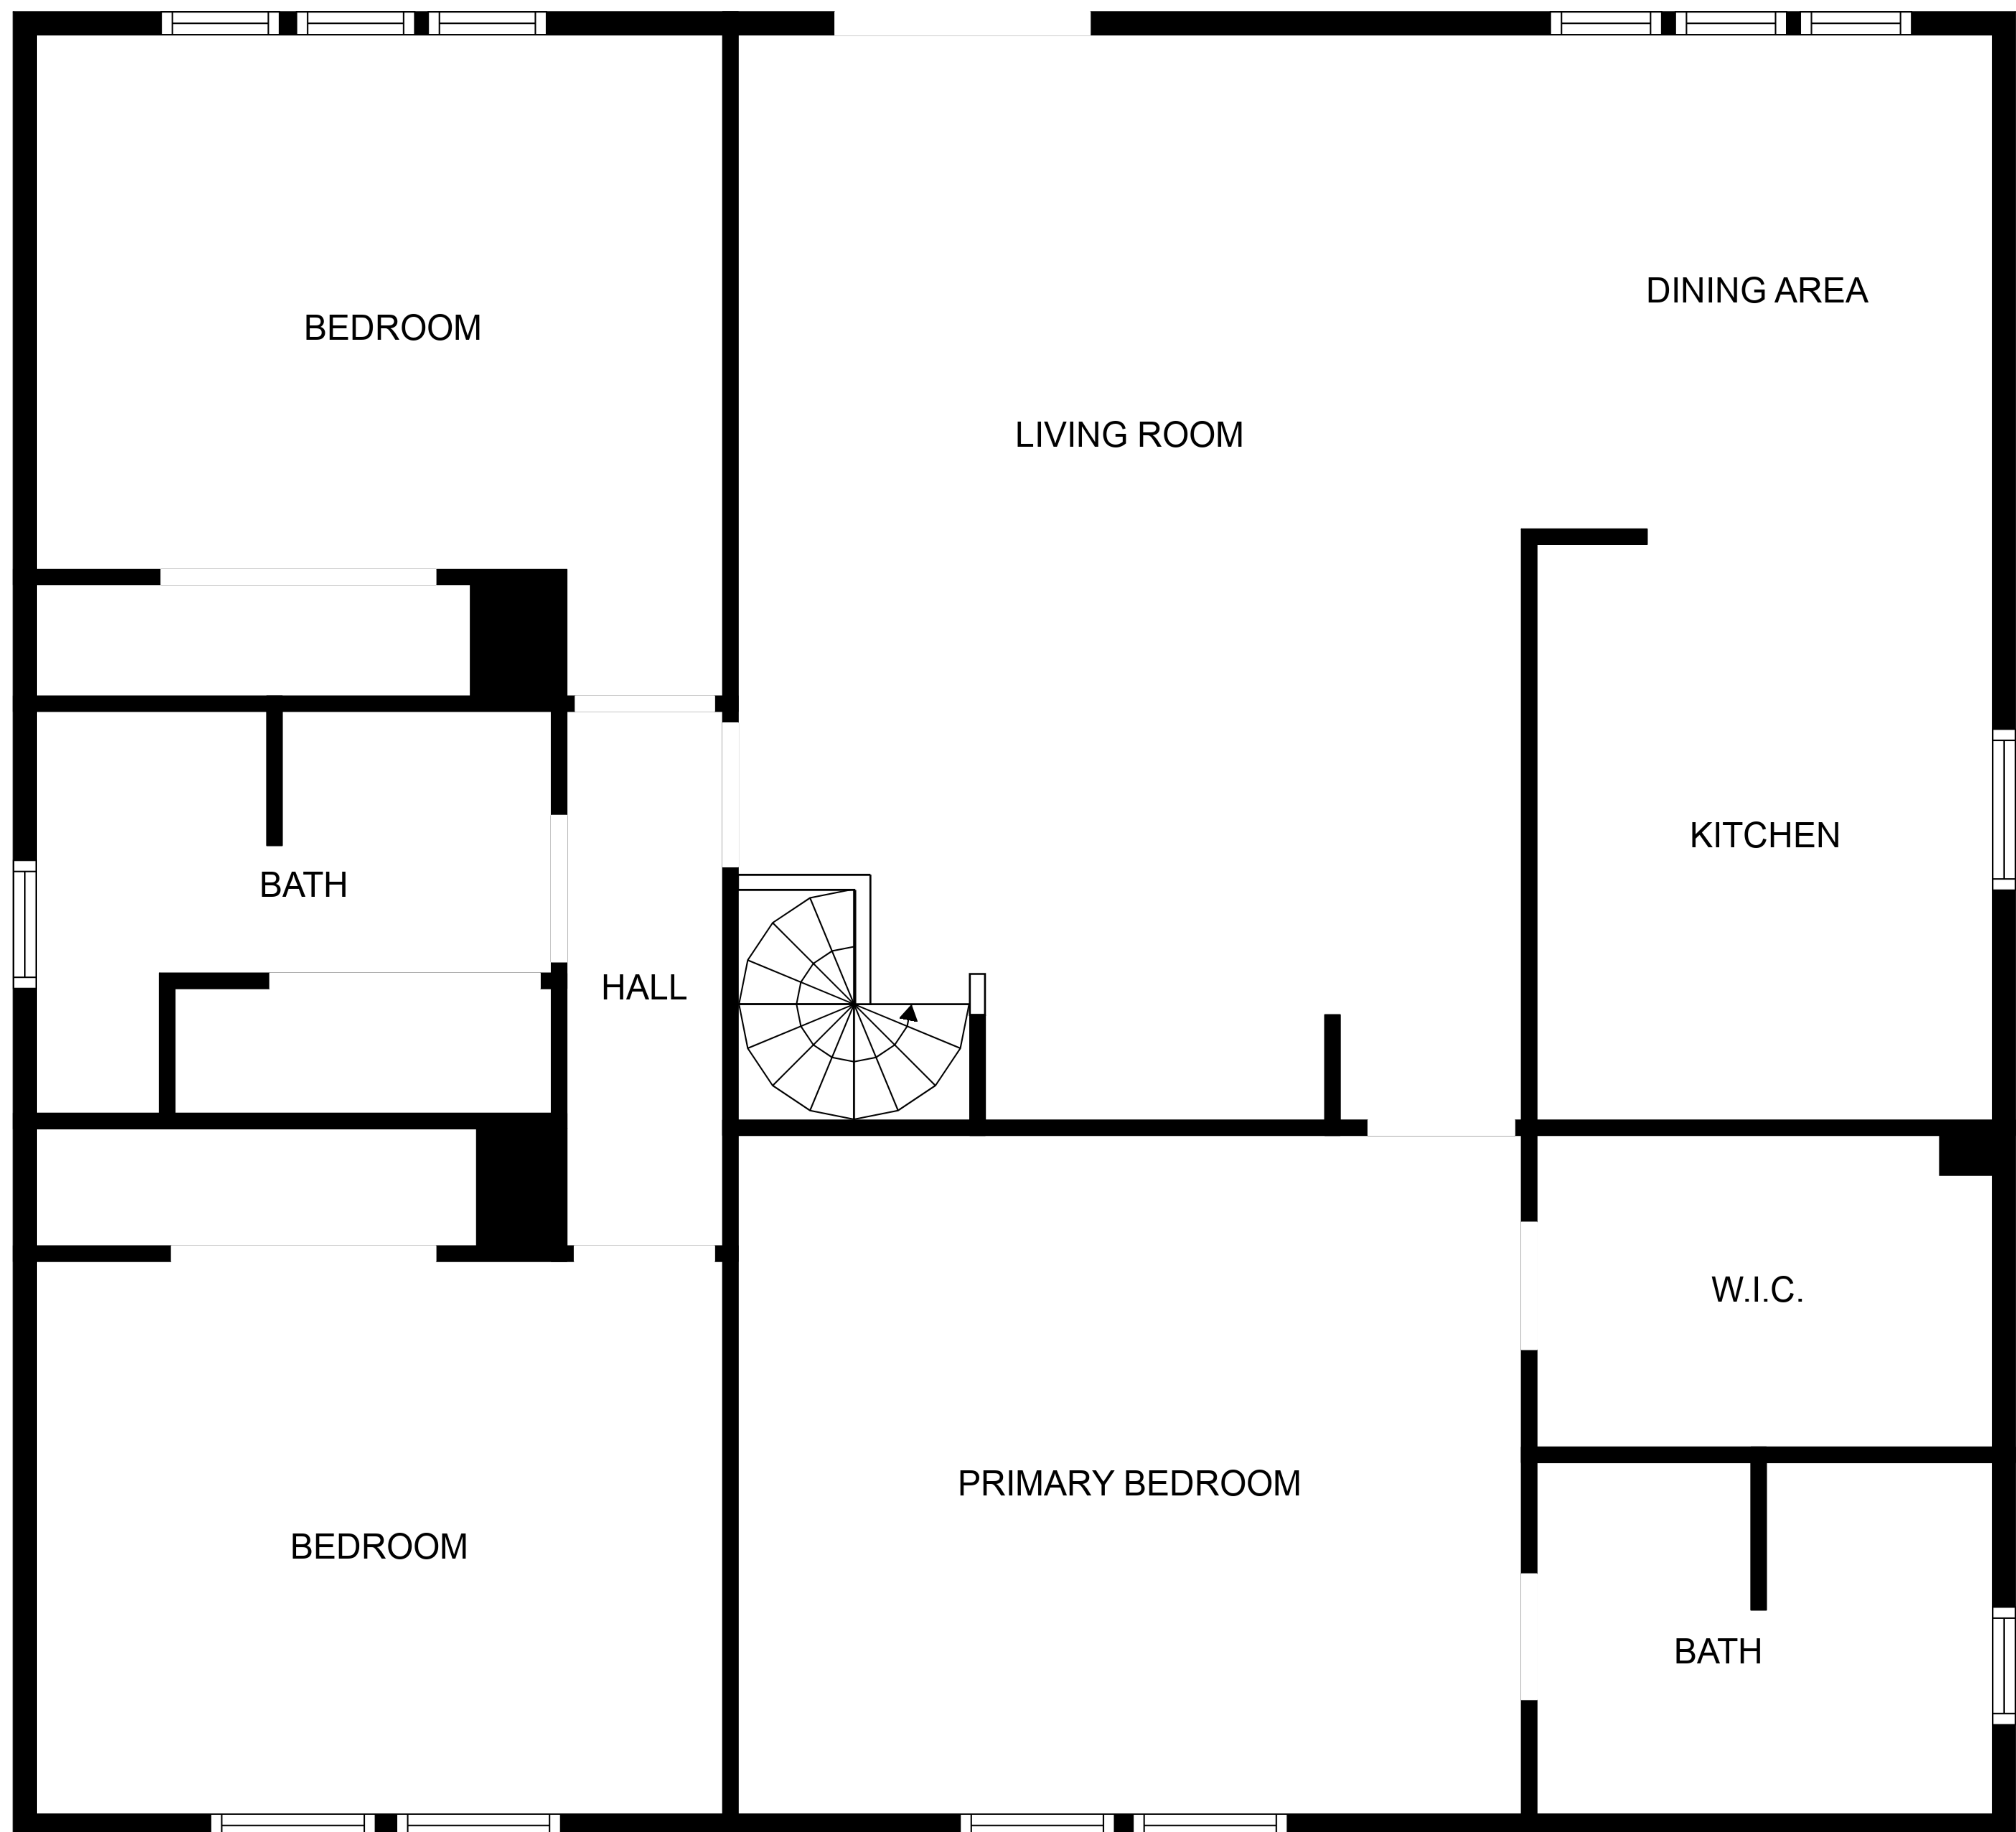 DINING AREA
BEDROOM
LIVING ROOM
KITCHEN
BATH
HALL
W.I.C.
PRIMARY BEDROOM
BEDROOM
BATH